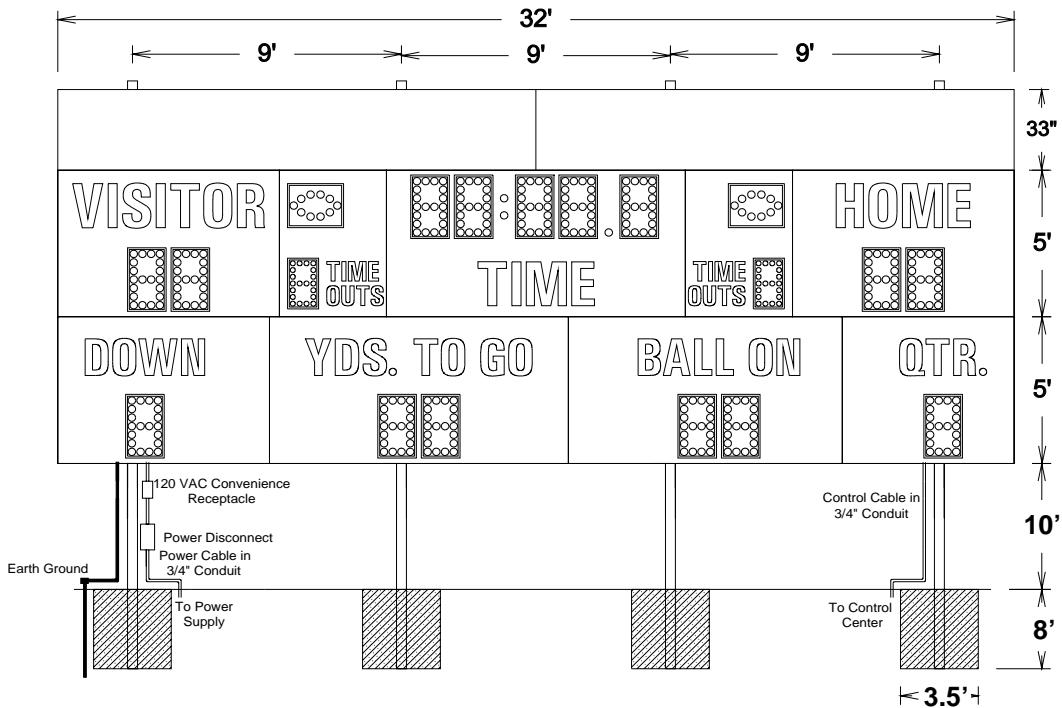 32'
9'
9'
9'
33"
VISITOR
HOME
5'
TIME
OUTS
TIME
TIME
OUTS
DOWN
YDS. TO GO
BALL ON
QTR.
5'
120 VAC Convenience
Receptacle
Control Cable in
3/4" Conduit
10’
Power Disconnect
Power Cable in
3/4" Conduit
Earth Ground
To Power
Supply
To Control
Center
8’
3.5’